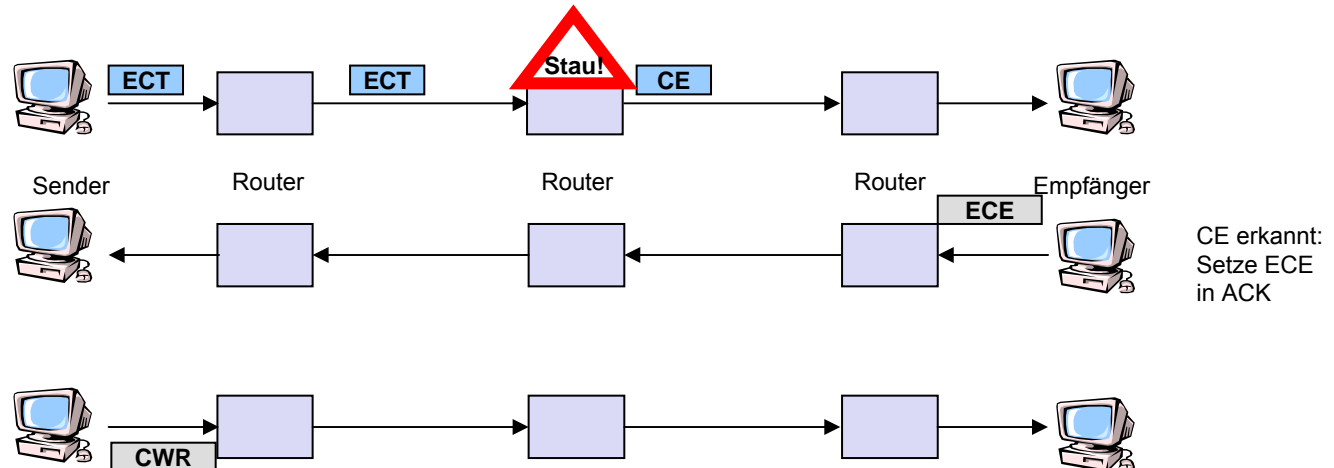 ECT
ECT
Stau!
CE
Sender
Router
Router
Router
Empfänger
ECE
CE erkannt:
Setze ECE
in ACK
CWR